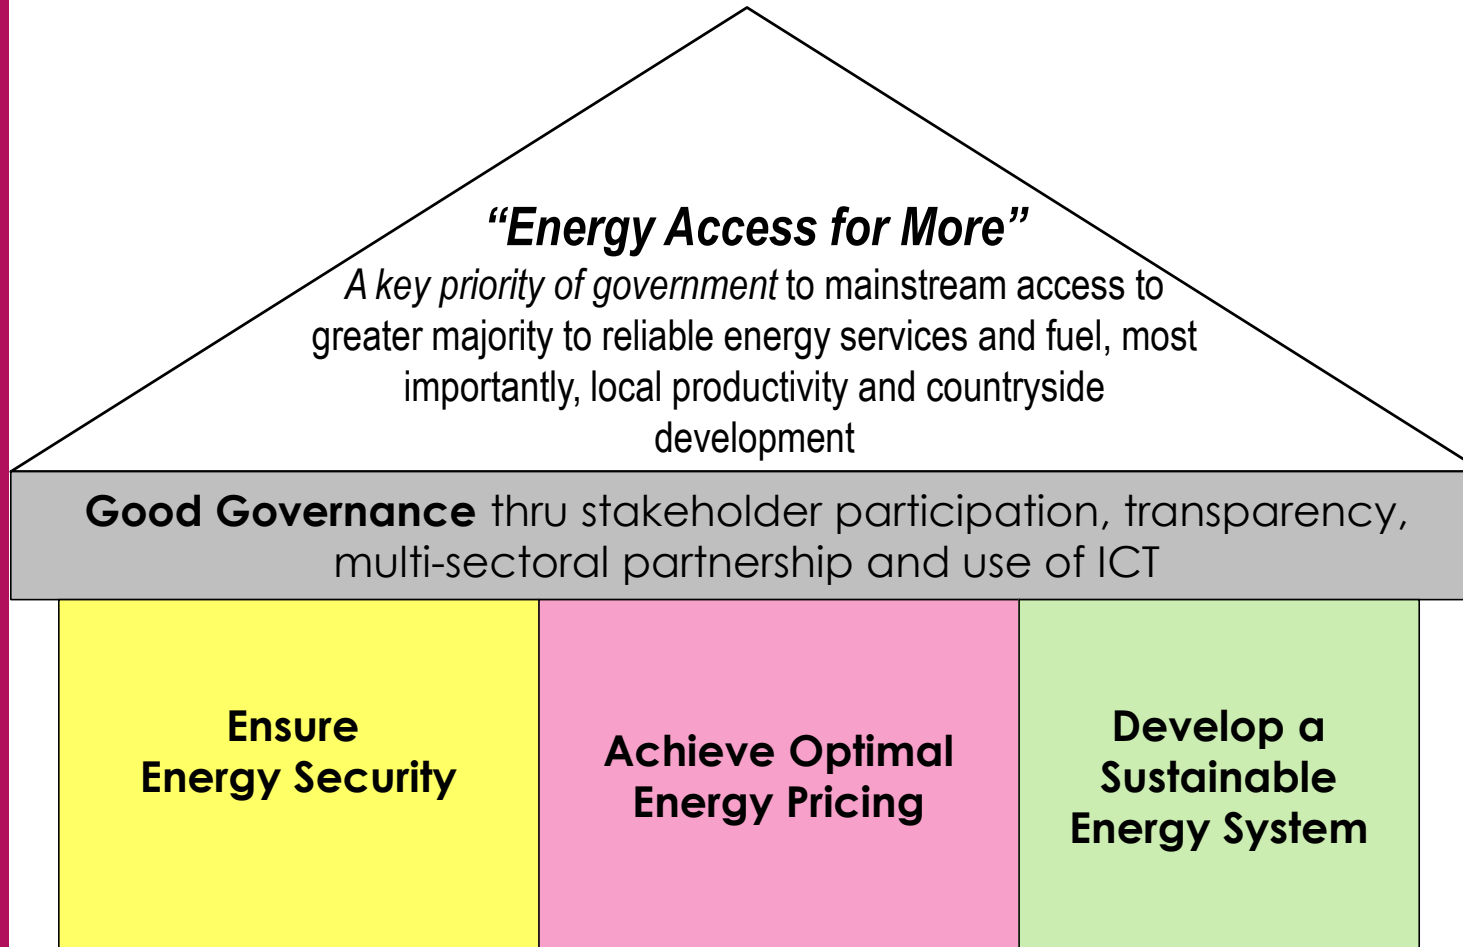 “Energy Access for More”
A key priority of government to mainstream access to
greater majority to reliable energy services and fuel, most
importantly, local productivity and countryside
development
Good Governance thru stakeholder participation, transparency,
multi-sectoral partnership and use of ICT
Ensure
Energy Security
Achieve Optimal
Energy Pricing
Develop a
Sustainable
Energy System